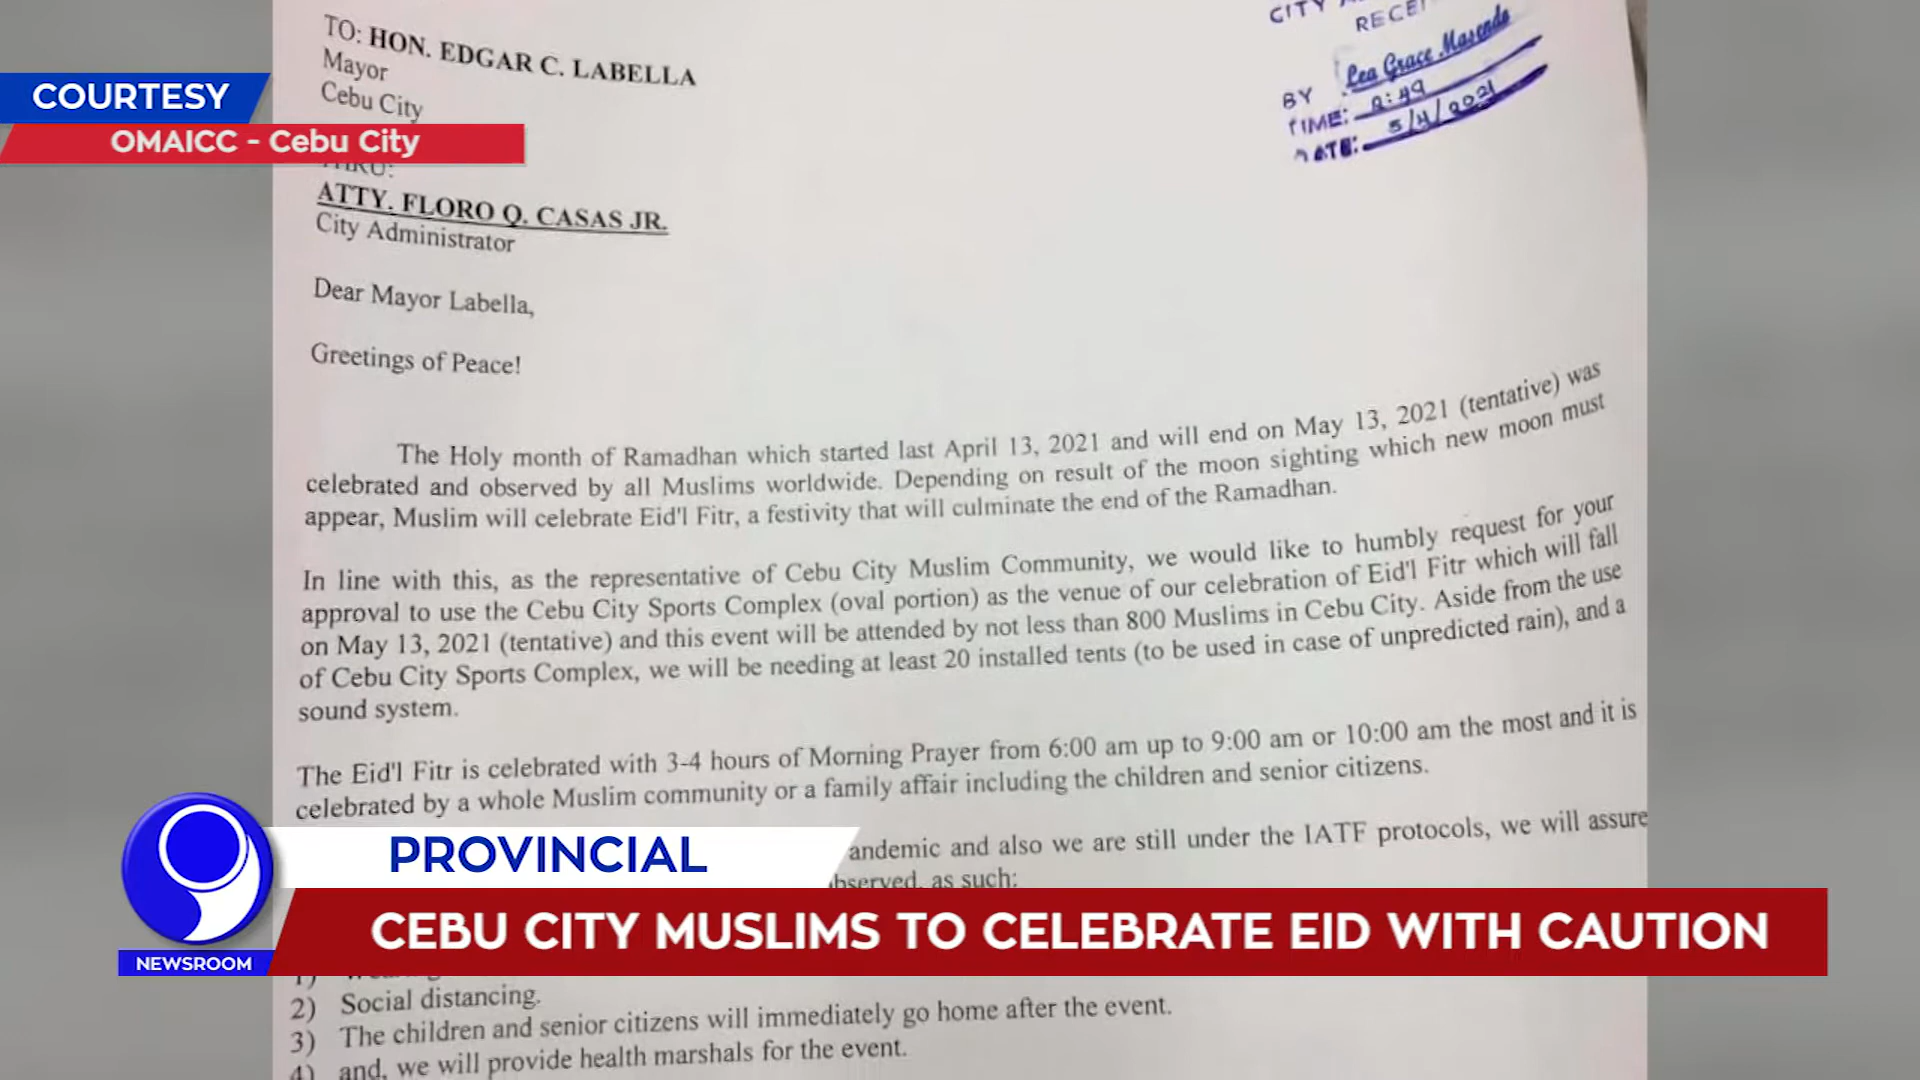 CITY
RECEI
TO: HON. EDGAR C. LABELLA
Mayor
Cebu City
BY Lea Grace Masendo
TIME: 2:49
DATE: 5/4/2021
COURTESY
OMAICC - Cebu City
THRU:
ATTY. FLORO Q. CASAS JR.
City Administrator
Dear Mayor Labella,
Greetings of Peace!
The Holy month of Ramadhan which started last April 13, 2021 and will end on May 13, 2021 (tentative) was
celebrated and observed by all Muslims worldwide. Depending on result of the moon sighting which new moon must
appear, Muslim will celebrate Eid'l Fitr, a festivity that will culminate the end of the Ramadhan.
In line with this, as the representative of Cebu City Muslim Community, we would like to humbly request for your
approval to use the Cebu City Sports Complex (oval portion) as the venue of our celebration of Eid'l Fitr which will fall
on May 13, 2021 (tentative) and this event will be attended by not less than 800 Muslims in Cebu City. Aside from the use
of Cebu City Sports Complex, we will be needing at least 20 installed tents (to be used in case of unpredicted rain), and a
sound system.
The Eid'l Fitr is celebrated with 3-4 hours of Morning Prayer from 6:00 am up to 9:00 am or 10:00 am the most and it is
celebrated by a whole Muslim community or a family affair including the children and senior citizens.
andemic and also we are still under the IATF protocols, we will assure
bserved, as such:
PROVINCIAL
CEBU CITY MUSLIMS TO CELEBRATE EID WITH CAUTION
NEWSROOM
1)
2) Social distancing.
3) The children and senior citizens will immediately go home after the event.
4) and, we will provide health marshals for the event.